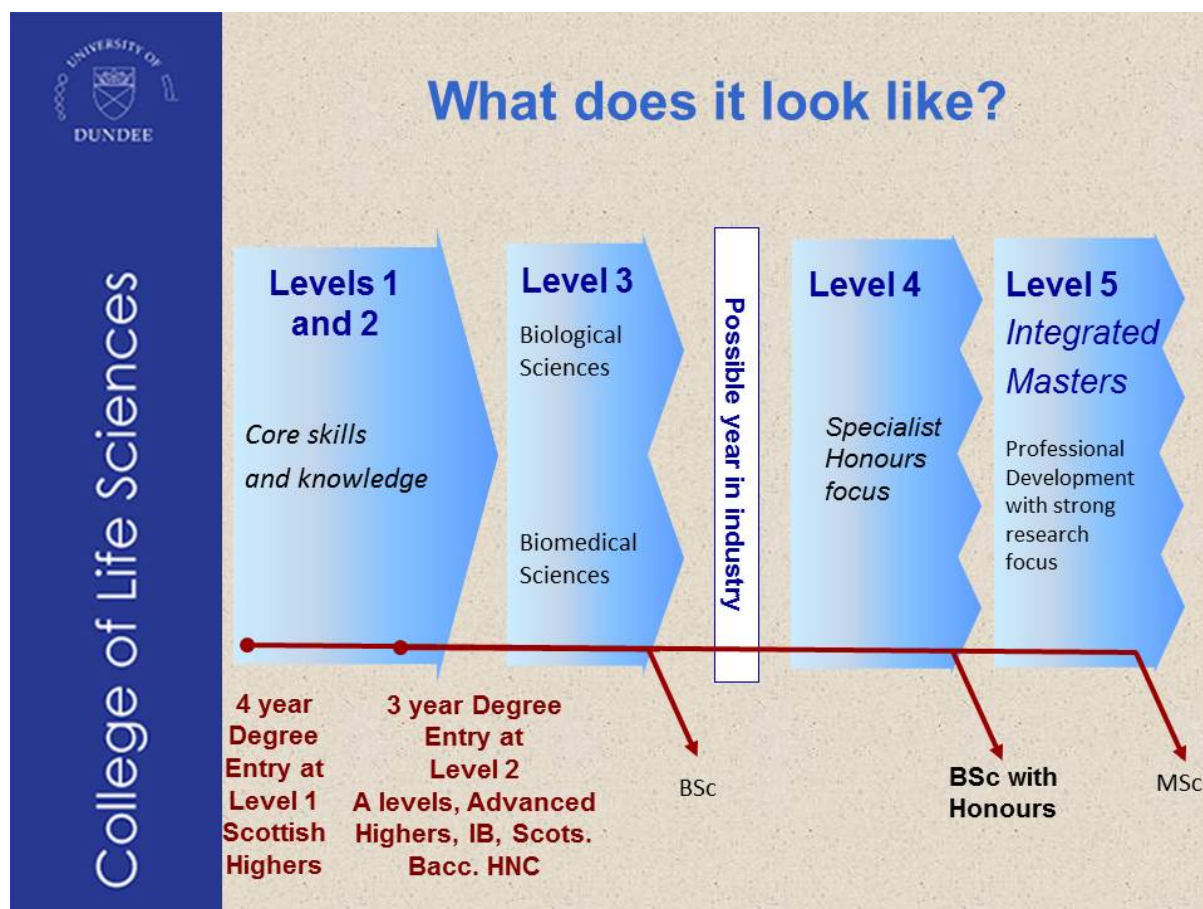 UNIVERSITY OF
DUNDEE
College of Life Sciences
What does it look like?
Levels 1
and 2
Core skills
and knowledge
Level 3
Biological
Sciences
Biomedical
Sciences
Possible year in industry
Level 4
Specialist
Honours
focus
Level 5
Integrated
Masters
Professional
Development
with strong
research
focus
4 year
Degree
Entry at
Level 1
Scottish
Highers
3 year Degree
Entry at
Level 2
A levels, Advanced
Highers, IB, Scots.
Bacc. HNC
BSc
BSc with
Honours
MSc